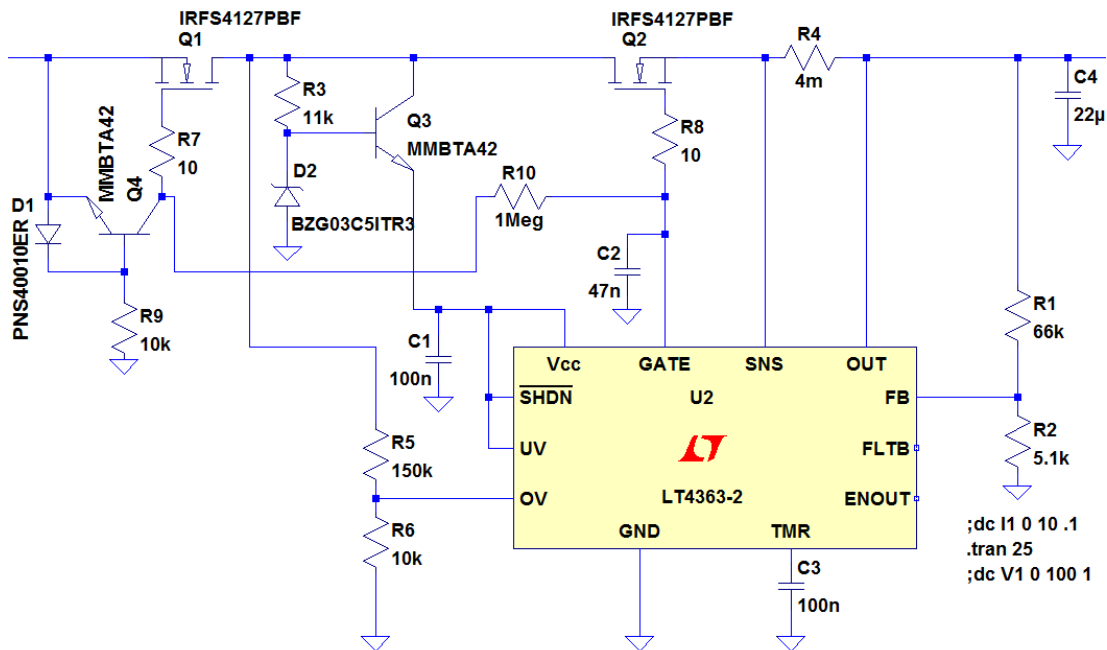 IRFS4127PBF
Q1
IRFS4127PBF
Q2
R4
4m
C4
22µ
R3
11k
Q3
MMBTA42
R7
10
MMBTA42
Q4
R8
10
D2
BZG03C5ITR3
R10
1Meg
D1
PNS40010ER
C2
47n
R9
10k
C1
100n
R1
66k
Vcc
GATE
SNS
OUT
SHDN
U2
FB
R2
5.1k
UV
FLTB
R5
150k
OV
LT4363-2
ENOUT
GND
TMR
R6
10k
C3
100n
;dc I1 0 10 .1
.tran 25
;dc V1 0 100 1